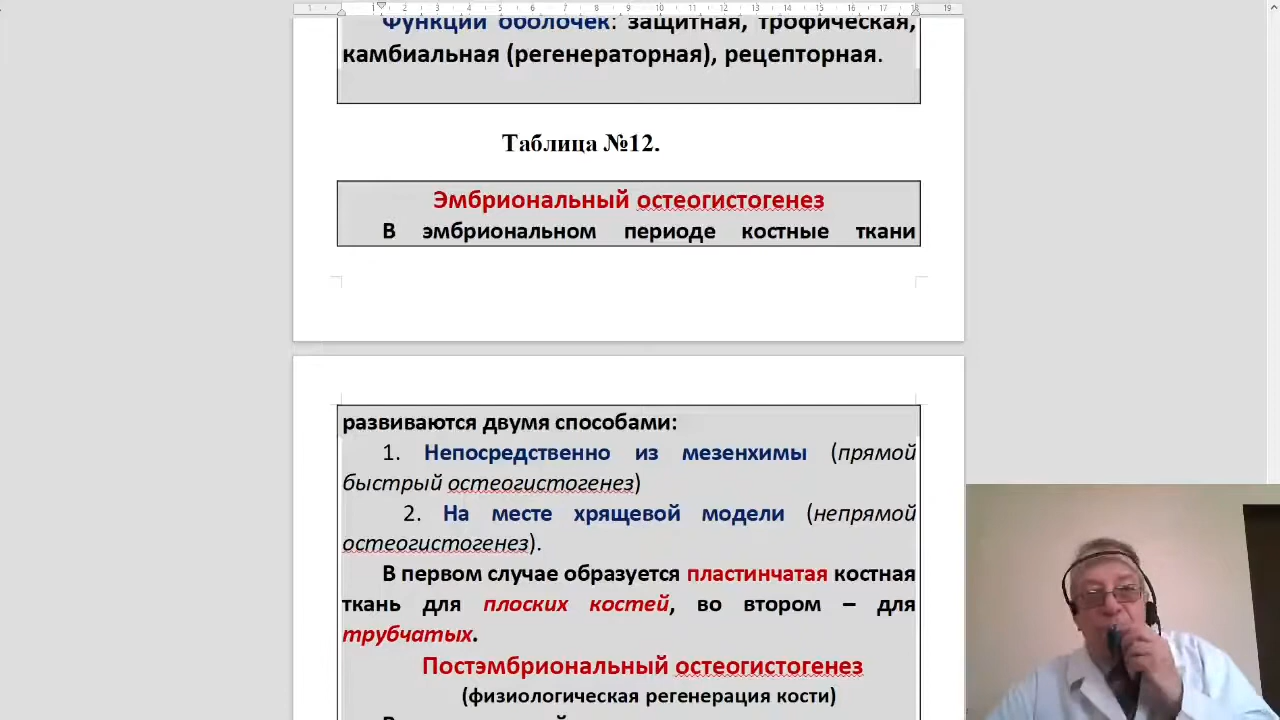 Функции оболочек: защитная, трофическая,
камбиальная (регенераторная), рецепторная.
Таблица №12.
Эмбриональный остеогистогенез
В эмбриональном периоде костные ткани
развиваются двумя способами:
1. Непосредственно из мезенхимы (прямой
быстрый остеогистогенез)
2. На месте хрящевой модели (непрямой
остеогистогенез).
В первом случае образуется пластинчатая костная
ткань для плоских костей, во втором – для
трубчатых.
Постэмбриональный остеогистогенез
(физиологическая регенерация кости)